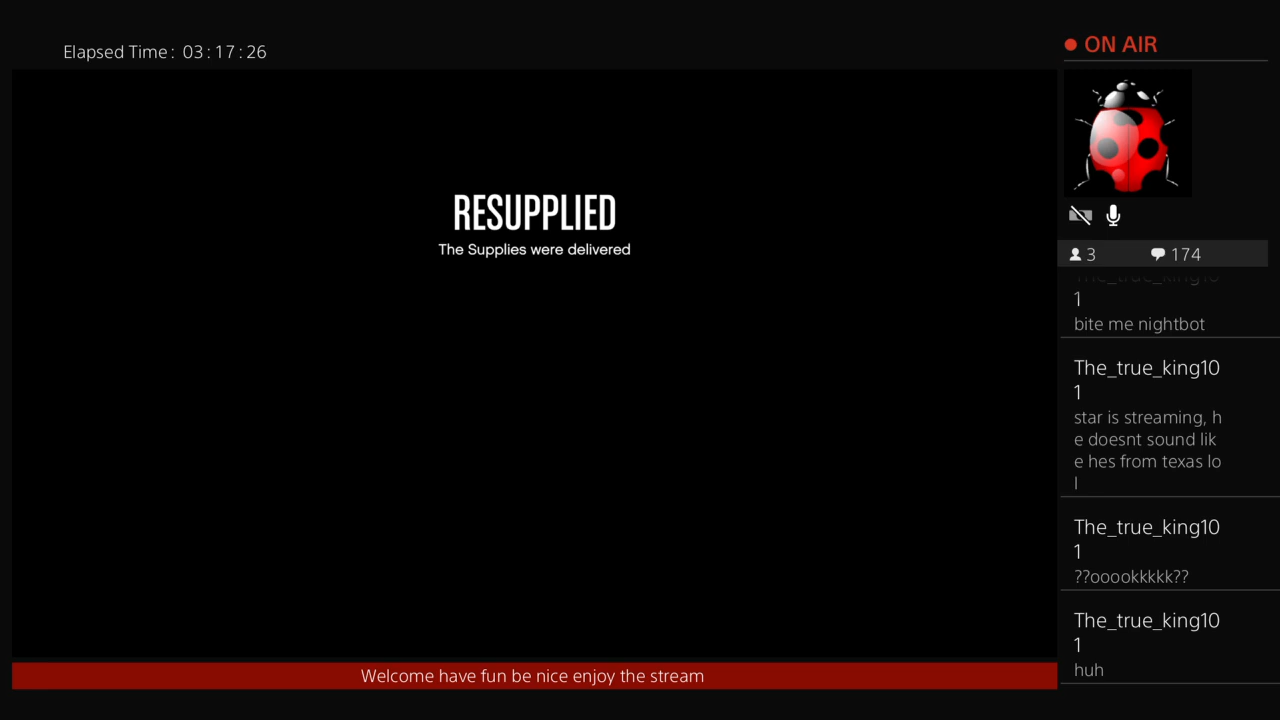 Elapsed Time: 03:17:26
ON AIR
RESUPPLIED
The Supplies were delivered
3 174
1
bite me nightbot
The_true_king10
1
star is streaming, h
e doesnt sound lik
e hes from texas lo
l
The_true_king10
1
??ooookkkkk??
The_true_king10
1
huh
Welcome have fun be nice enjoy the stream